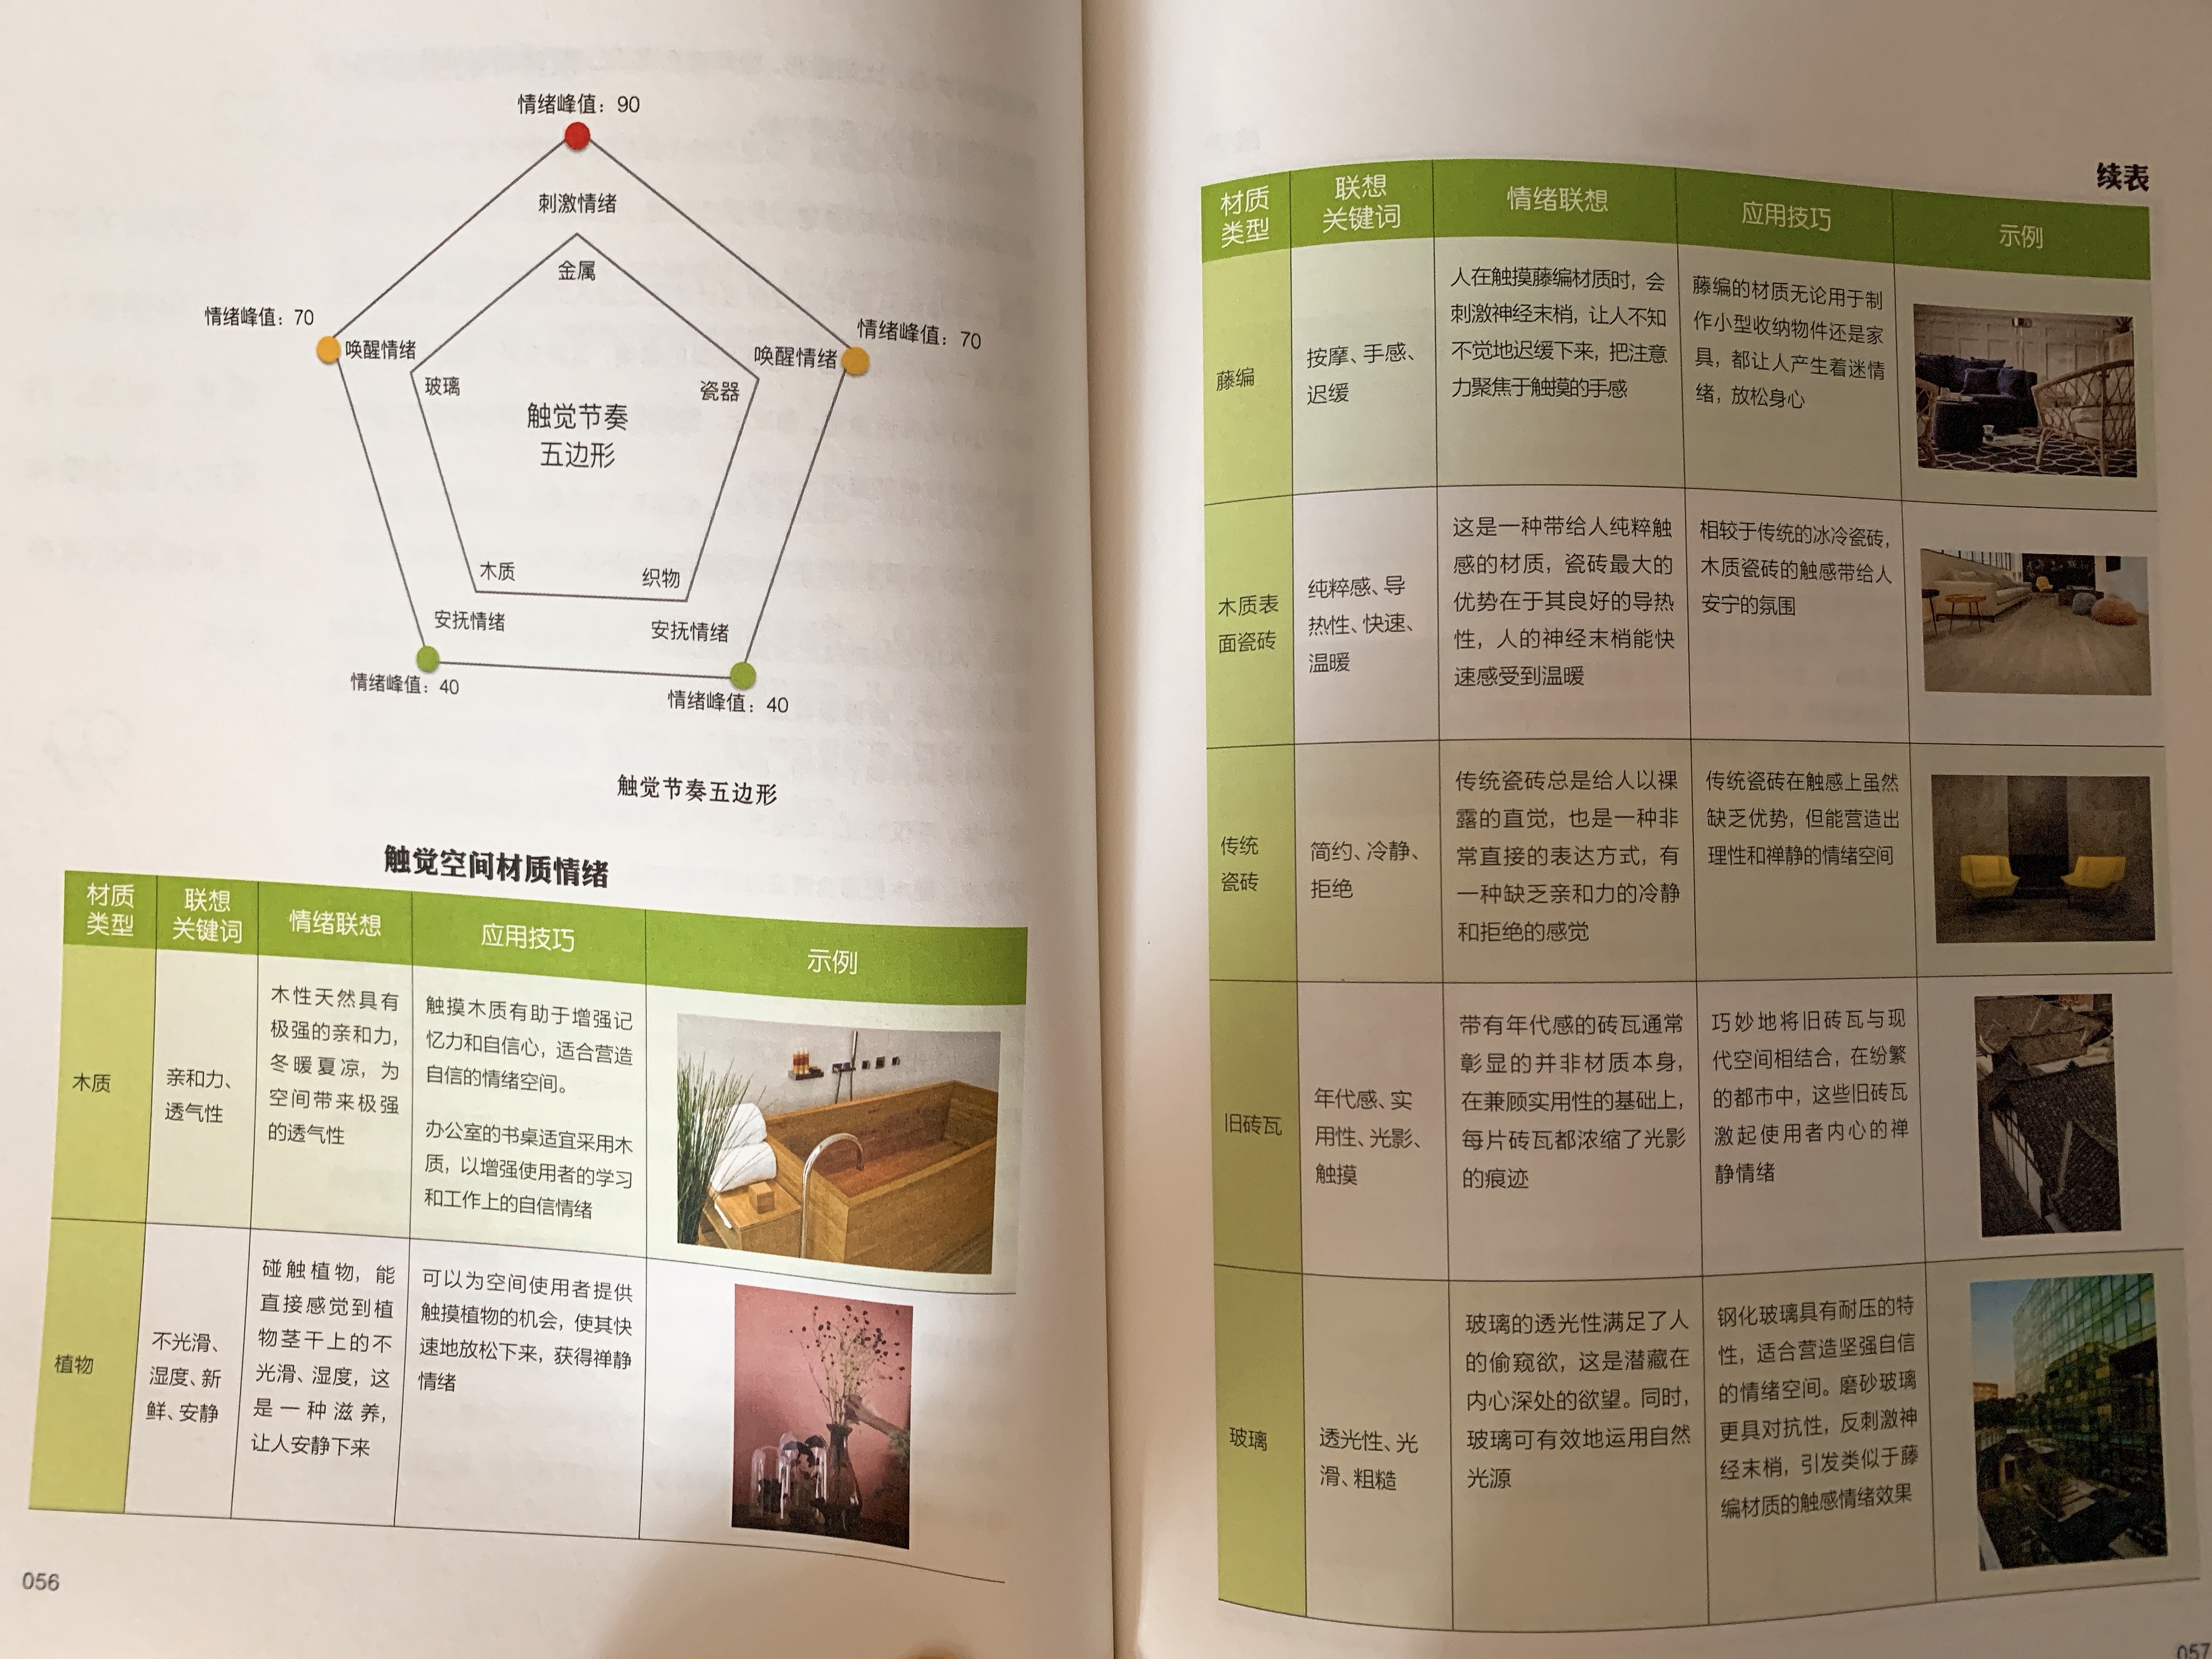 情绪峰值：90
刺激情绪
金属
情绪峰值：70
唤醒情绪
玻璃
情绪峰值：70
唤醒情绪
瓷器
触觉节奏
五边形
木质
织物
安抚情绪
安抚情绪
情绪峰值：40
情绪峰值：40
触觉节奏五边形
触觉空间材质情绪
材质
类型
联想
关键词
情绪联想
应用技巧
示例
木质
亲和力、
透气性
木性天然具有
极强的亲和力，
冬暖夏凉，为
空间带来极强
的透气性
触摸木质有助于增强记
忆力和自信心，适合营造
自信的情绪空间。
办公室的书桌适宜采用木
质，以增强使用者的学习
和工作上的自信情绪
植物
不光滑、
湿度、新
鲜、安静
碰触植物，能
直接感觉到植
物茎干上的不
光滑、湿度，这
是一种滋养，
让人安静下来
可以为空间使用者提供
触摸植物的机会，使其快
速地放松下来，获得禅静
情绪
056
续表
材质
类型
联想
关键词
情绪联想
应用技巧
示例
藤编
按摩、手感、
迟缓
人在触摸藤编材质时，会
刺激神经末梢，让人不知
不觉地迟缓下来，把注意
力聚焦于触摸的手感
藤编的材质无论用于制
作小型收纳物件还是家
具，都让人产生着迷情
绪，放松身心
木质表
面瓷砖
纯粹感、导
热性、快速、
温暖
这是一种带给人纯粹触
感的材质，瓷砖最大的
优势在于其良好的导热
性，人的神经末梢能快
速感受到温暖
相较于传统的冰冷瓷砖，
木质瓷砖的触感带给人
安宁的氛围
传统
瓷砖
简约、冷静、
拒绝
传统瓷砖总是给人以裸
露的直觉，也是一种非
常直接的表达方式，有
一种缺乏亲和力的冷静
和拒绝的感觉
传统瓷砖在触感上虽然
缺乏优势，但能营造出
理性和禅静的情绪空间
旧砖瓦
年代感、实
用性、光影、
触摸
带有年代感的砖瓦通常
彰显的并非材质本身，
在兼顾实用性的基础上，
每片砖瓦都浓缩了光影
的痕迹
巧妙地将旧砖瓦与现
代空间相结合，在纷繁
的都市中，这些旧砖瓦
激起使用者内心的禅
静情绪
玻璃
透光性、光
滑、粗糙
玻璃的透光性满足了人
的偷窥欲，这是潜藏在
内心深处的欲望。同时，
玻璃可有效地运用自然
光源
钢化玻璃具有耐压的特
性，适合营造坚强自信
的情绪空间。磨砂玻璃
更具对抗性，反刺激神
经末梢，引发类似于藤
编材质的触感情绪效果
057